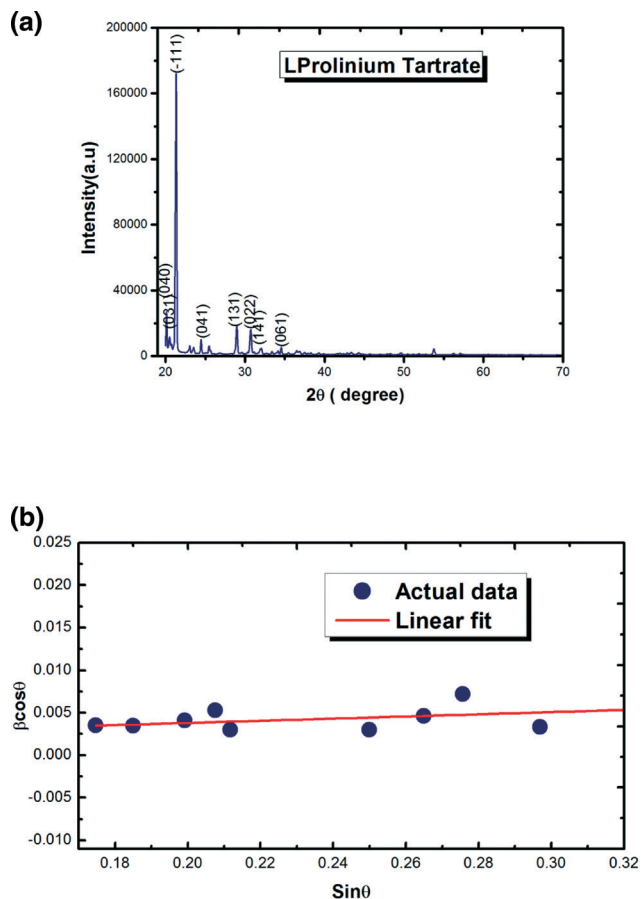 (a)
200000
160000
120000
80000
40000
0
Intensity(a.u)
LProlinium Tartrate
(-111)
(040)
(031)
(041)
(131)
(022)
(141)
(061)
20 30 40 50 60 70
2θ ( degree)
(b)
0.025
0.020
0.015
0.010
0.005
0.000
-0.005
-0.010
βcosθ
Actual data
Linear fit
0.18 0.20 0.22 0.24 0.26 0.28 0.30 0.32
Sinθ